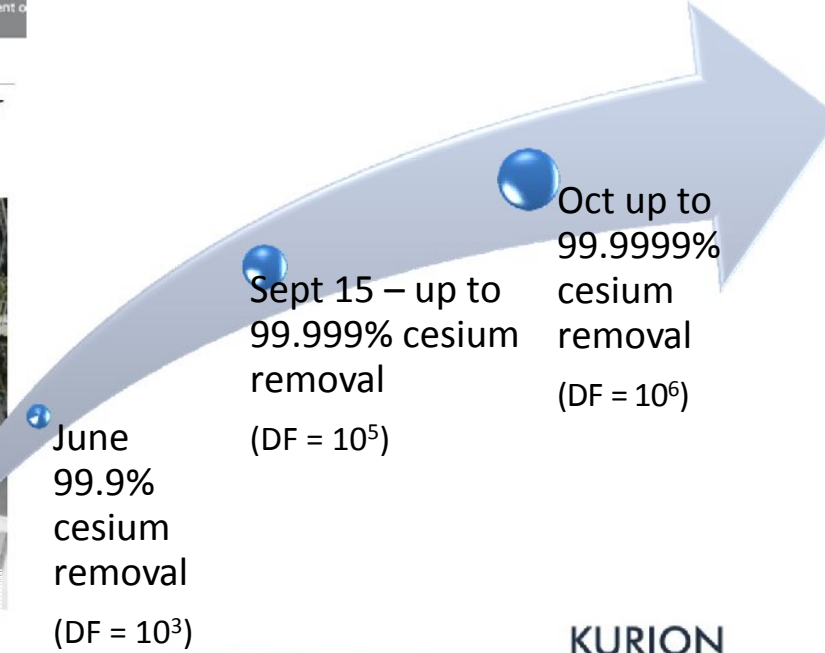 ent o
June
99.9%
cesium
removal
(DF = 10³)
Sept 15 – up to
99.999% cesium
removal
(DF = 10⁵)
Oct up to
99.9999%
cesium
removal
(DF = 10⁶)
KURION